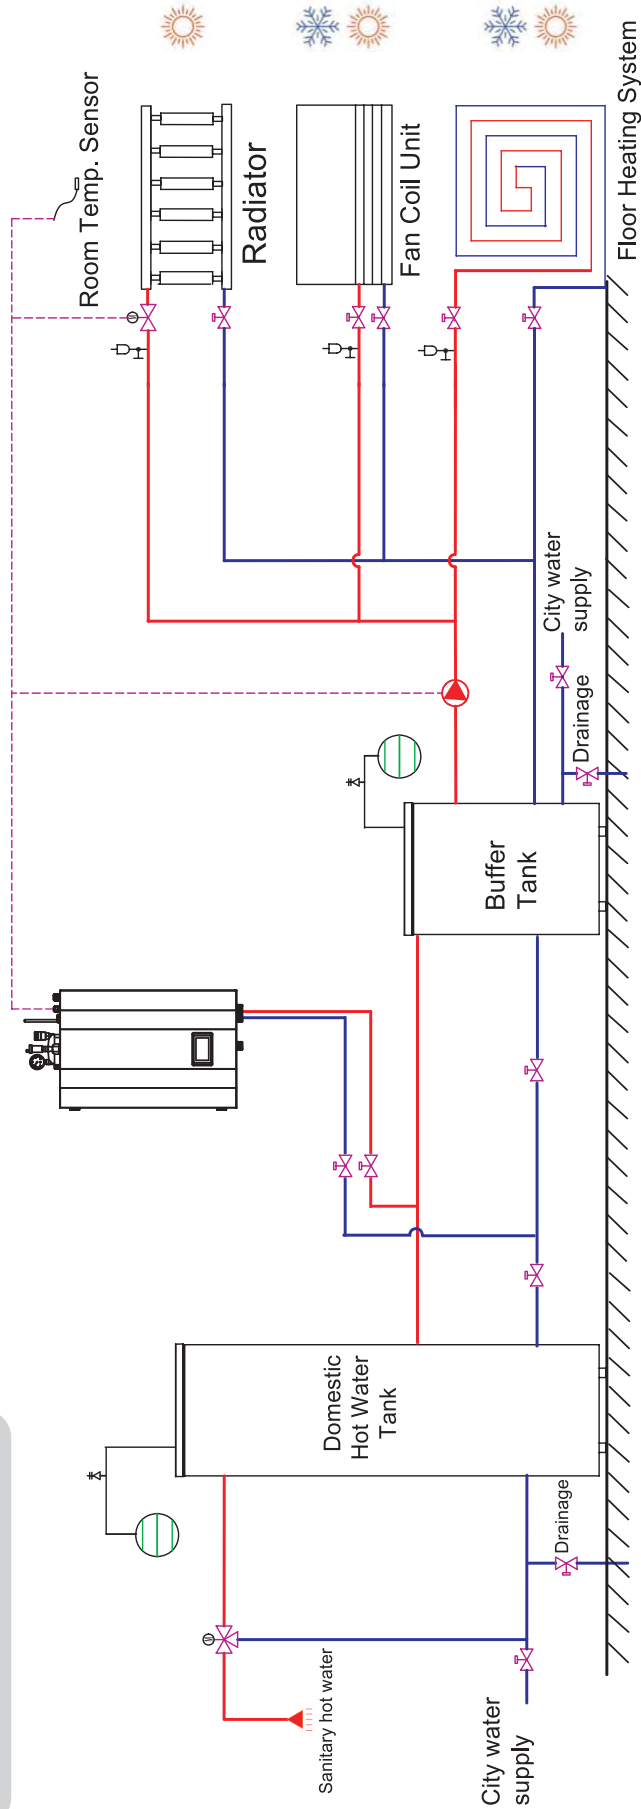 Sanitary hot water
City water
supply
Drainage
Domestic
Hot Water
Tank
Buffer
Tank
Drainage
City water
supply
Room Temp. Sensor
Radiator
Fan Coil Unit
Floor Heating System